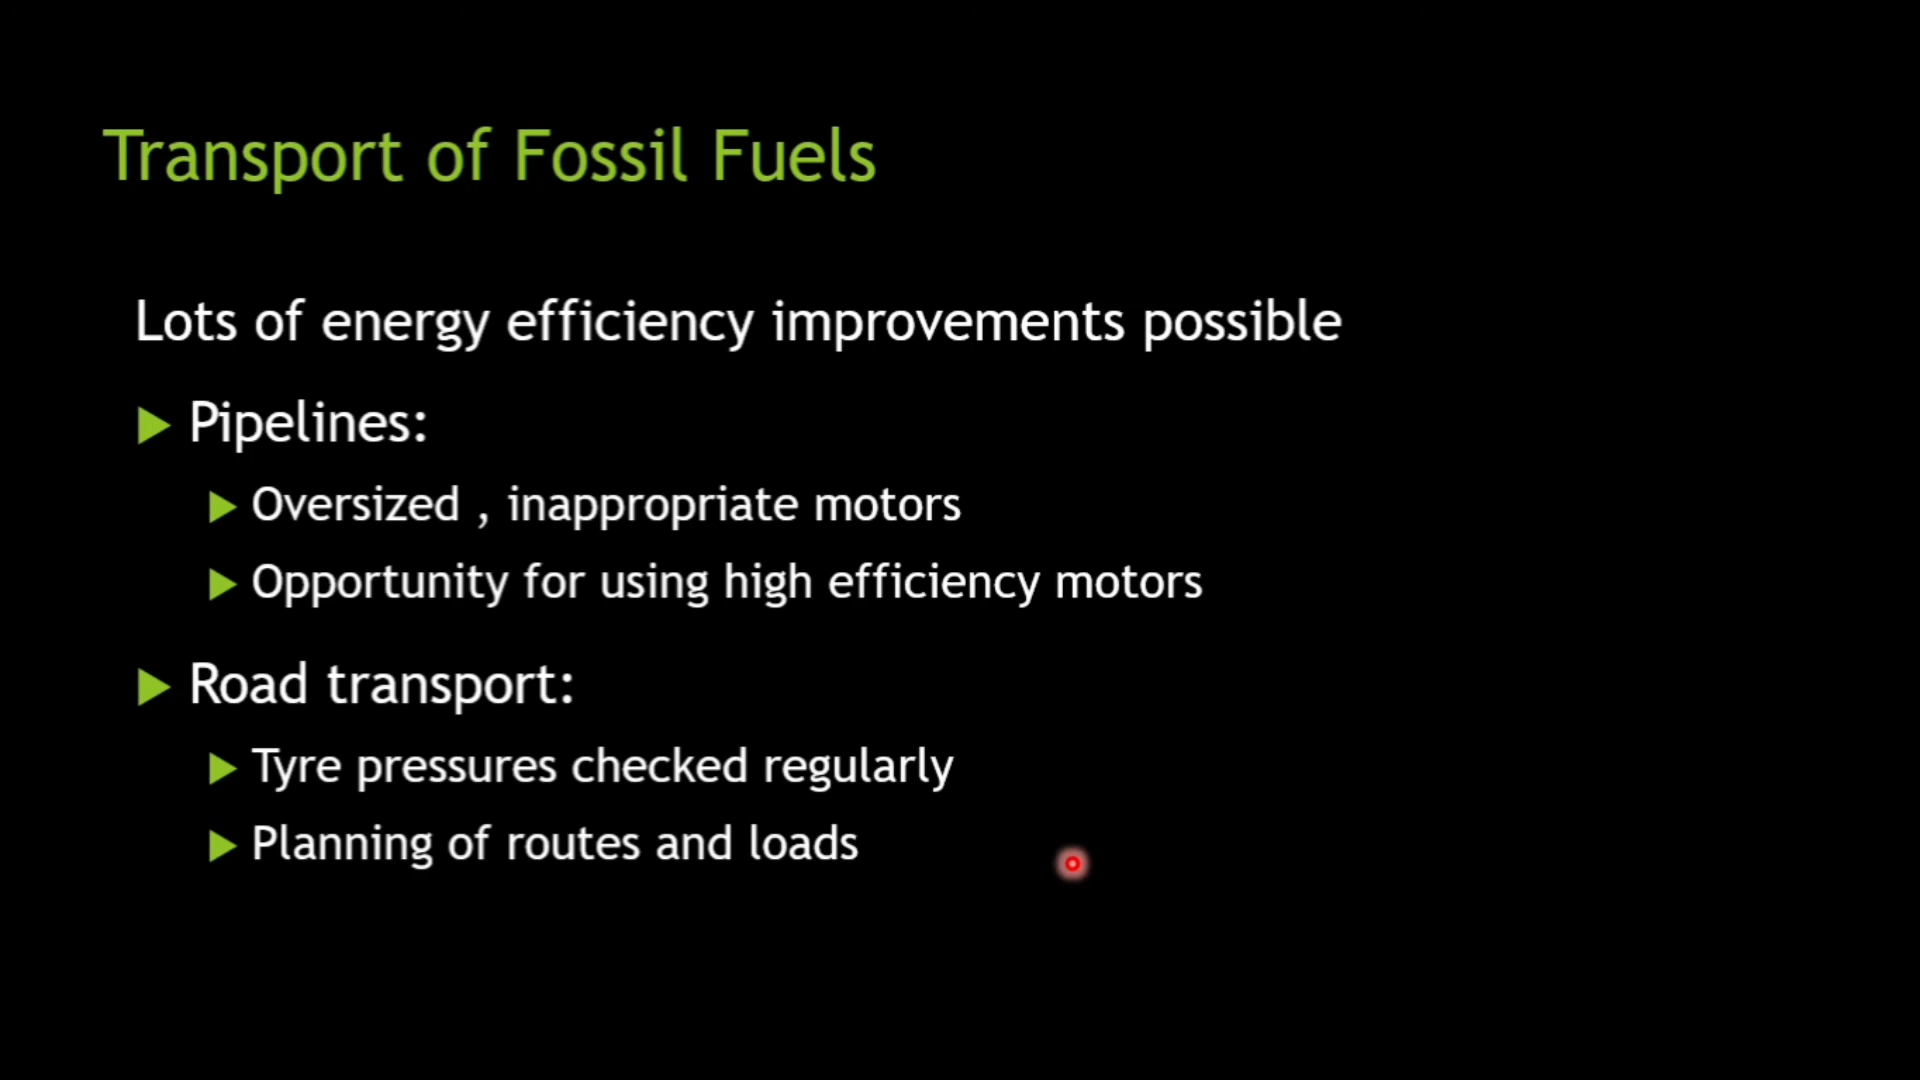 Transport of Fossil Fuels
Lots of energy efficiency improvements possible
Pipelines:
Oversized , inappropriate motors
Opportunity for using high efficiency motors
Road transport:
Tyre pressures checked regularly
Planning of routes and loads